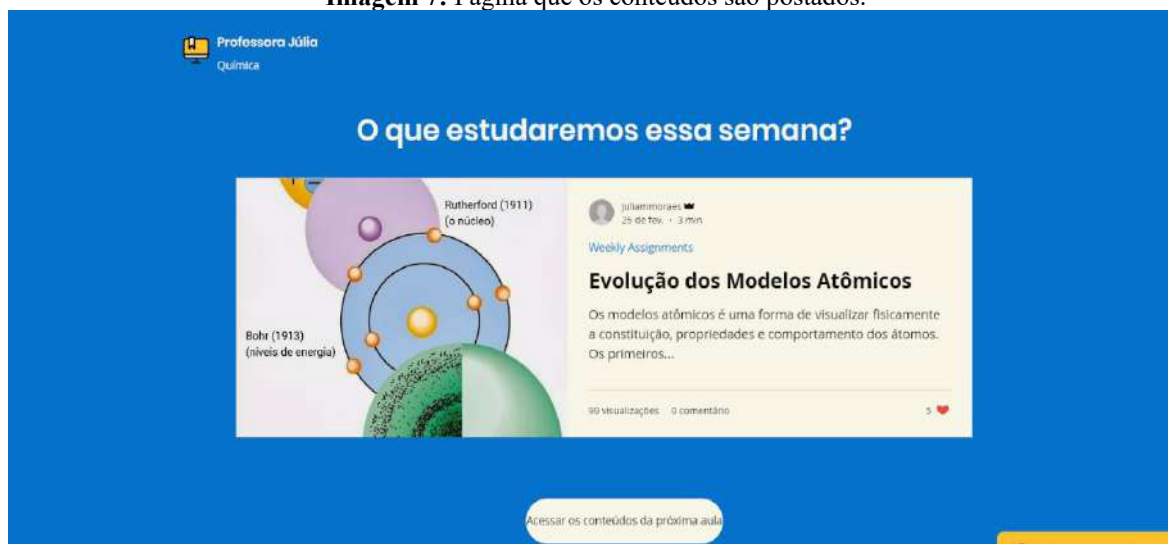 Imagem 7. Página que os conteúdos são postados.
Professora Júlia
Química
O que estudaremos essa semana?
Rutherford (1911)
(o núcleo)
Bohr (1913)
(níveis de energia)
juliammoraes
25 de fev. • 3 min
Weekly Assignments
Evolução dos Modelos Atômicos
Os modelos atômicos é uma forma de visualizar fisicamente
a constituição, propriedades e comportamento dos átomos.
Os primeiros...
99 visualizações 0 comentário
5
Acessar os conteúdos da próxima aula